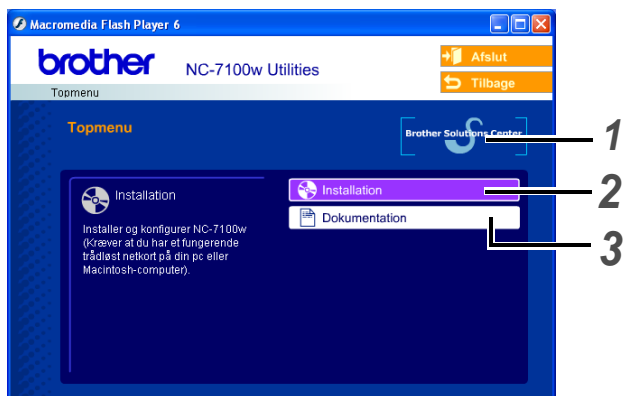 Macromedia Flash Player 6
brother
NC-7100w Utilities
Afslut
Tilbage
Topmenu
Topmenu
Brother Solutions Center
1
Installation
Installation
2
Dokumentation
3
Installer og konfigurer NC-7100w
(Kræver at du har et fungerende
trådløst netkort på din pc eller
Macintosh-computer).